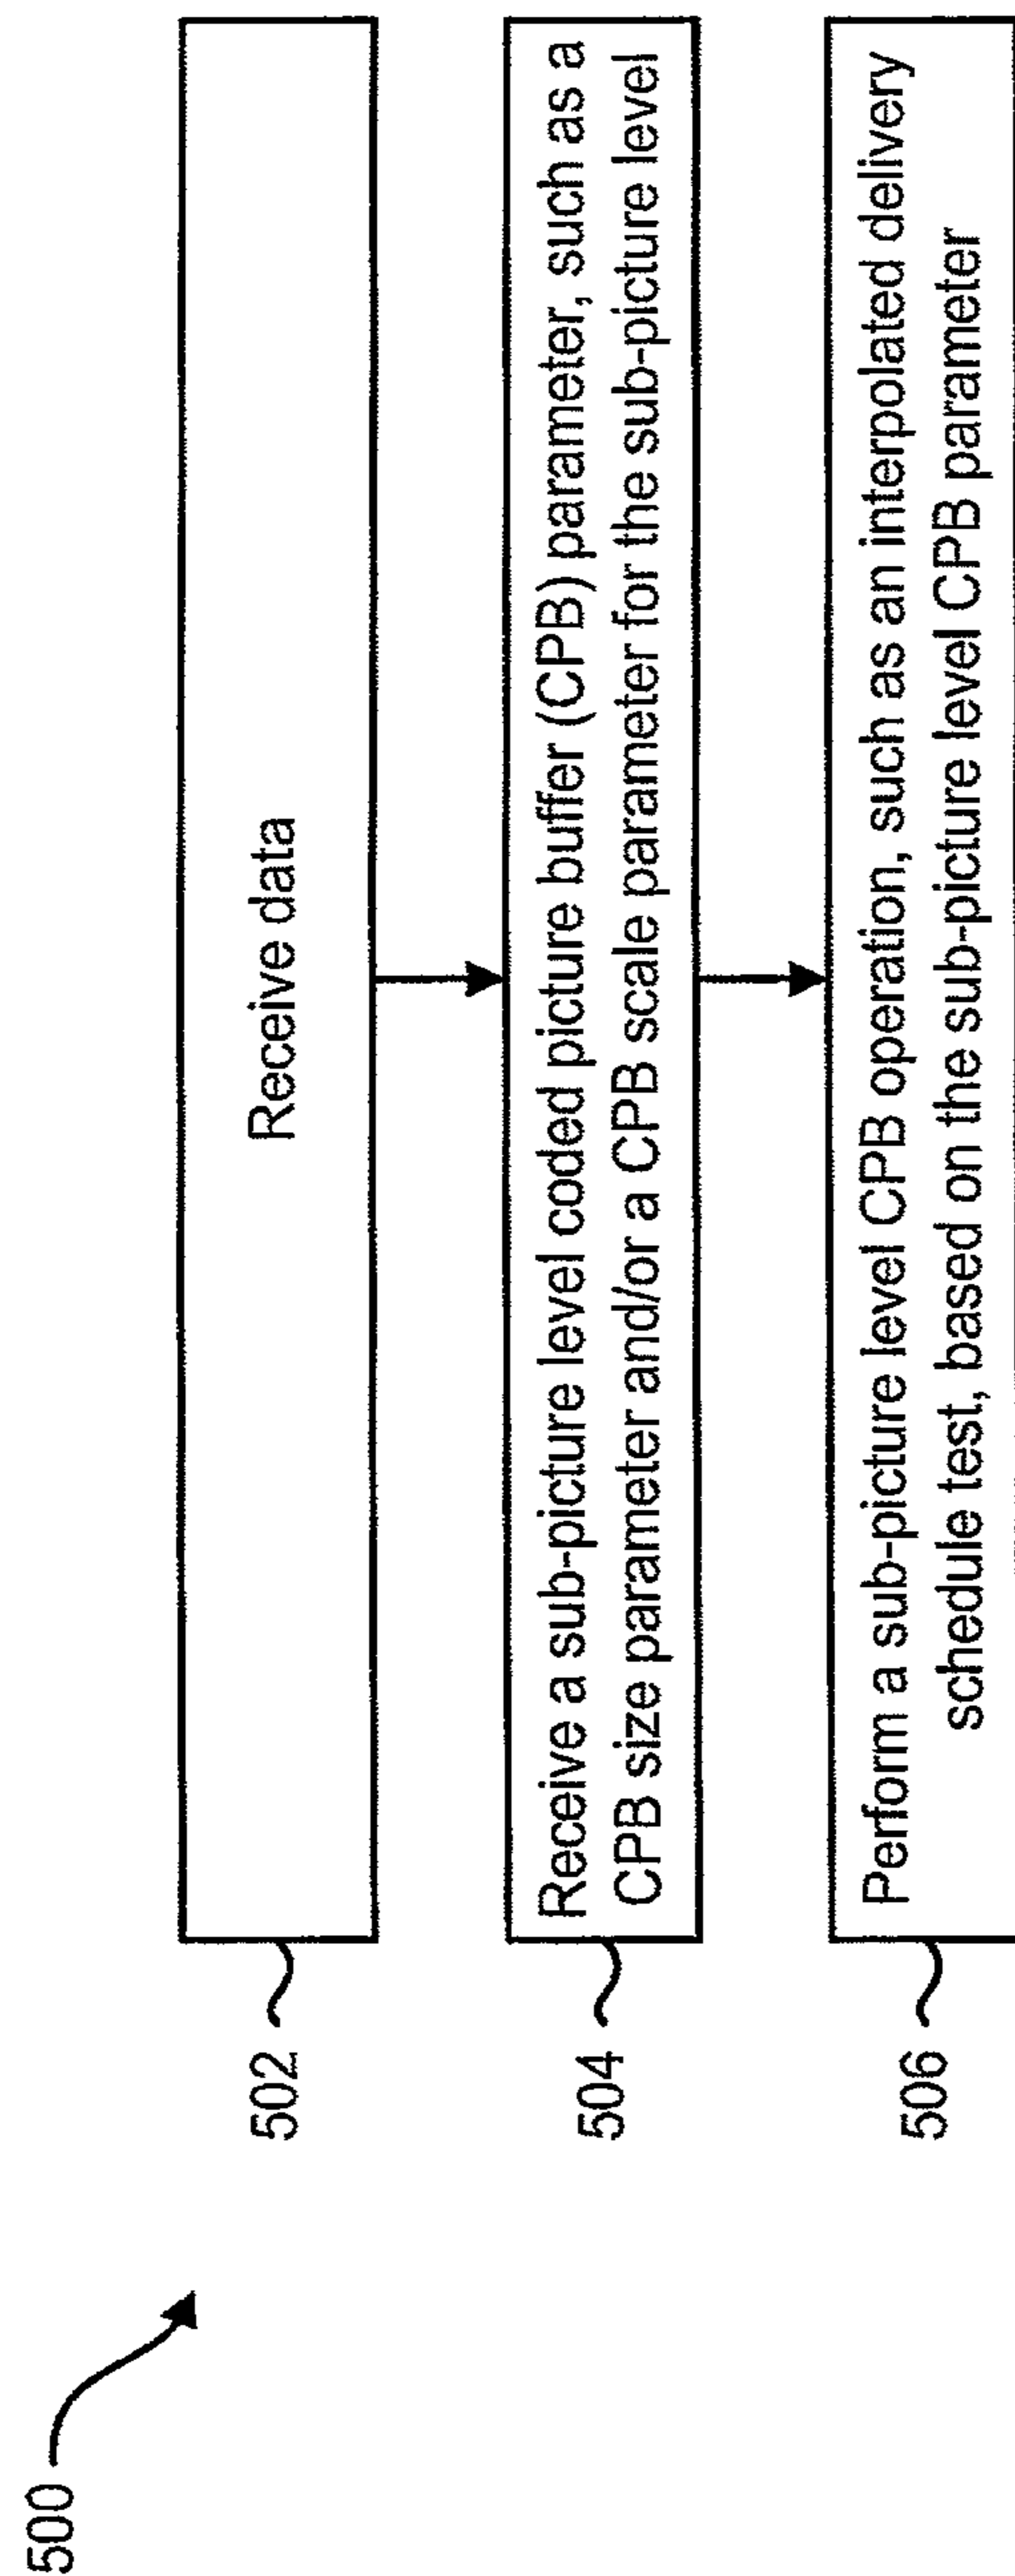 500
502
Receive data
504
Receive a sub-picture level coded picture buffer (CPB) parameter, such as a
CPB size parameter and/or a CPB scale parameter for the sub-picture level
506
Perform a sub-picture level CPB operation, such as an interpolated delivery
schedule test, based on the sub-picture level CPB parameter